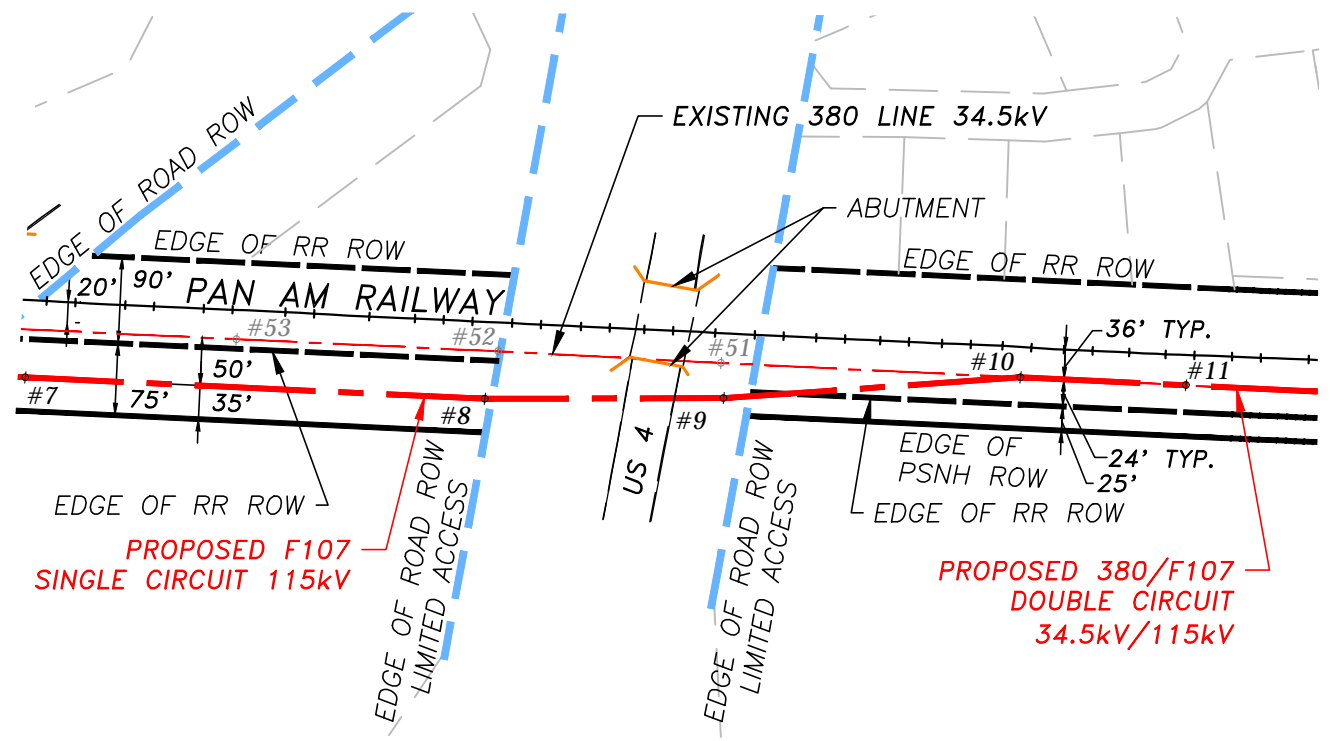 EXISTING 380 LINE 34.5kV
EDGE OF ROAD ROW
ABUTMENT
EDGE OF RR ROW
EDGE OF RR ROW
20'
90'
PAN AM RAILWAY
#53
#52
#51
#10
36' TYP.
#11
#7
50'
75'
35'
#8
#9
US 4
EDGE OF
PSNH ROW
24' TYP.
25'
EDGE OF RR ROW
EDGE OF RR ROW
PROPOSED F107
SINGLE CIRCUIT 115kV
EDGE OF ROAD ROW
LIMITED ACCESS
EDGE OF ROAD ROW
LIMITED ACCESS
PROPOSED 380/F107
DOUBLE CIRCUIT
34.5kV/115kV